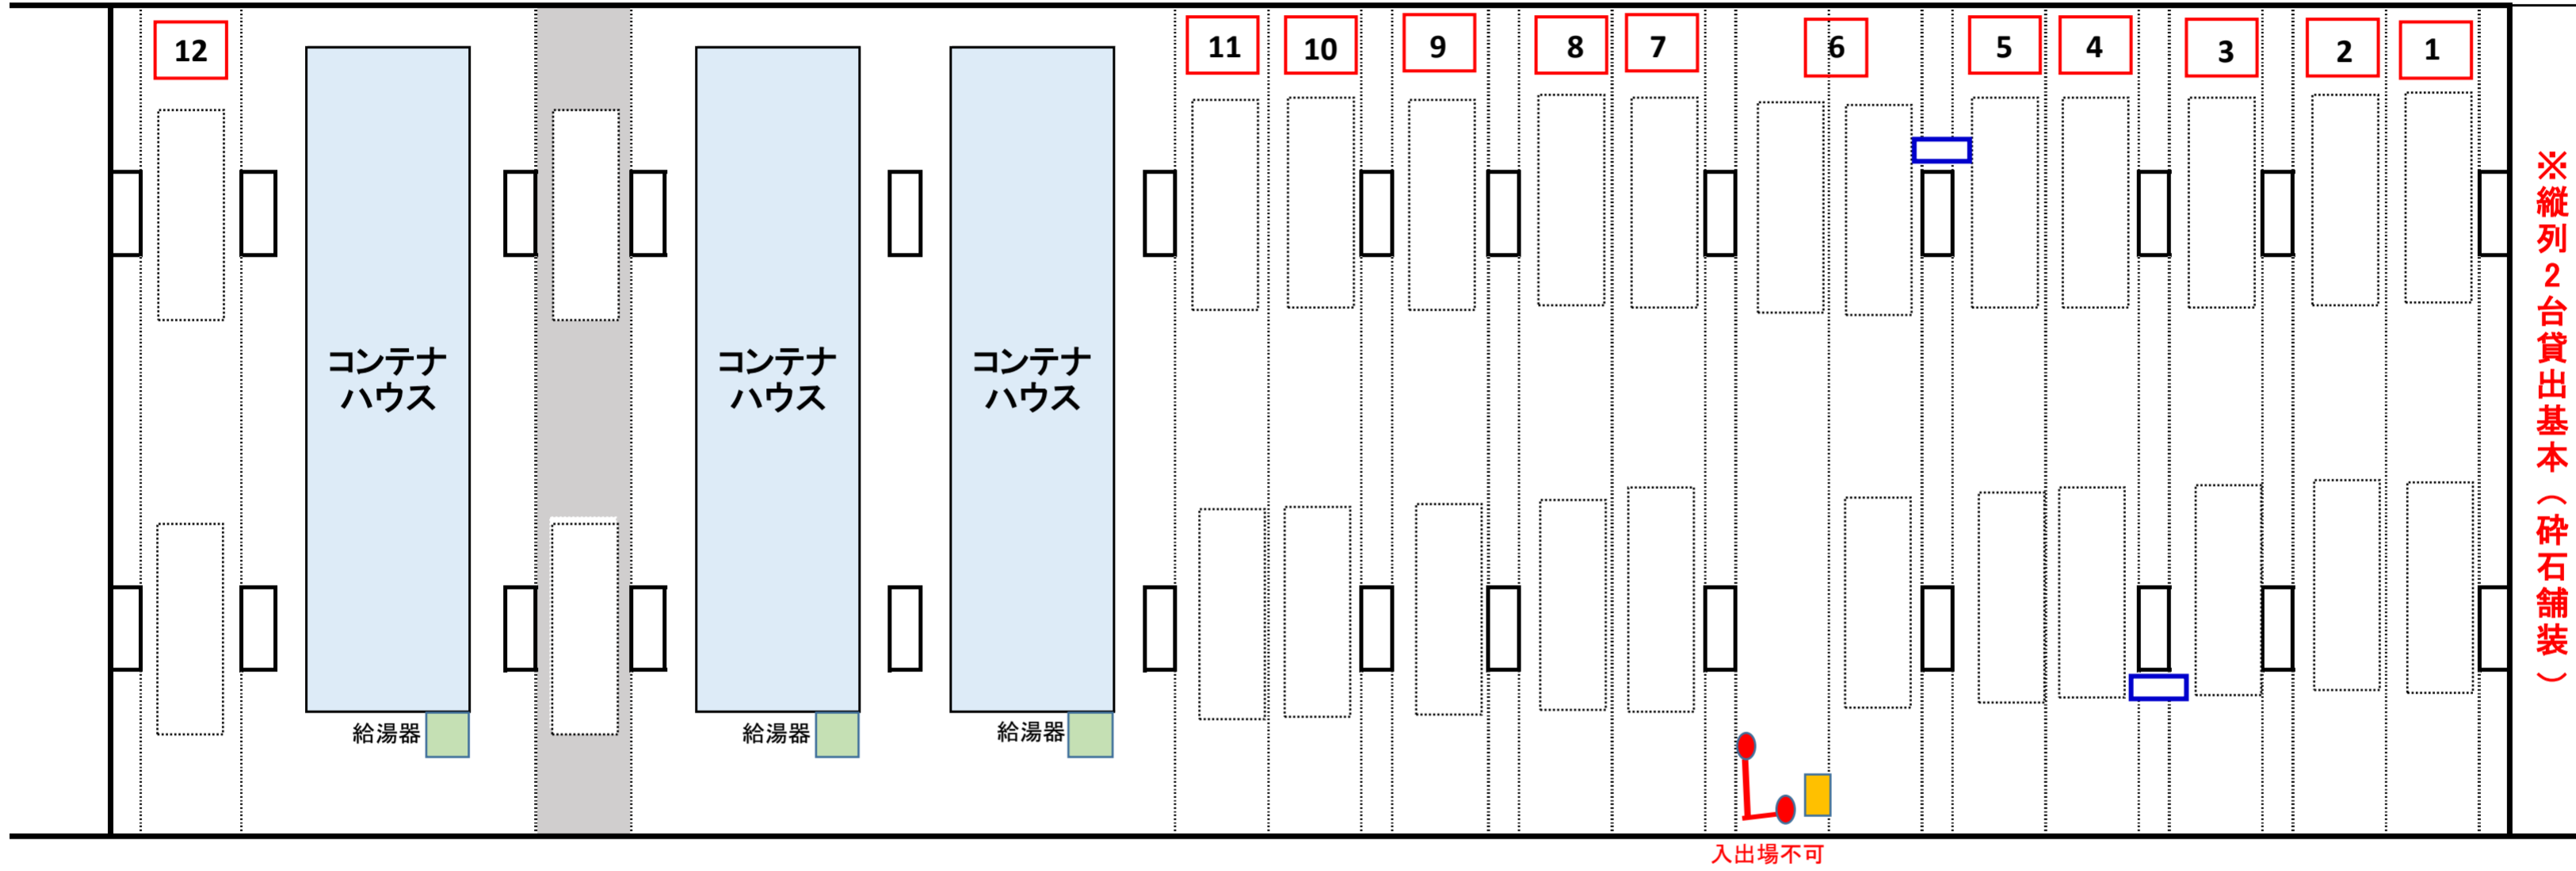 12
11
10
9
8
7
6
5
4
3
2
1
コンテナ
ハウス
コンテナ
ハウス
コンテナ
ハウス
給湯器
給湯器
給湯器
入出場不可
※縦列2台貸出基本(砕石舗装)